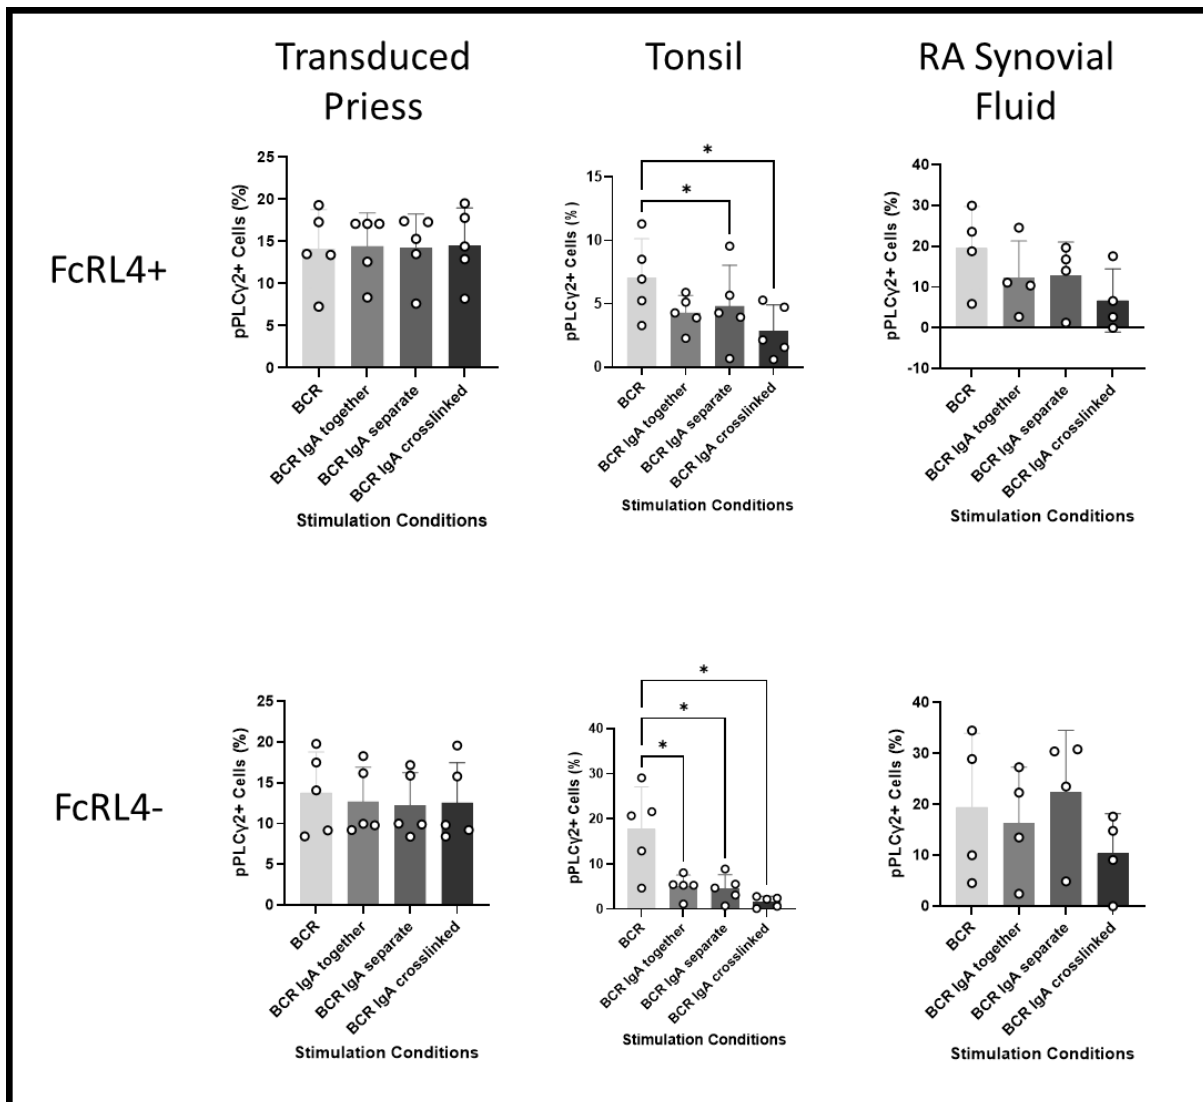 Transduced
Priess
Tonsil
RA Synovial
Fluid
FcRL4+
pPLCγ2+ Cells (%)
25
20
15
10
5
0
BCR
BCR IgA together
BCR IgA separate
BCR IgA crosslinked
Stimulation Conditions
pPLCγ2+ Cells (%)
15
10
5
0
*
*
BCR
BCR IgA together
BCR IgA separate
BCR IgA crosslinked
Stimulation Conditions
pPLCγ2+ Cells (%)
40
30
20
10
0
-10
BCR
BCR IgA together
BCR IgA separate
BCR IgA crosslinked
Stimulation Conditions
FcRL4-
pPLCγ2+ Cells (%)
25
20
15
10
5
0
BCR
BCR IgA together
BCR IgA separate
BCR IgA crosslinked
Stimulation Conditions
pPLCγ2+ Cells (%)
40
30
20
10
0
*
*
*
BCR
BCR IgA together
BCR IgA separate
BCR IgA crosslinked
Stimulation Conditions
pPLCγ2+ Cells (%)
40
30
20
10
0
BCR
BCR IgA together
BCR IgA separate
BCR IgA crosslinked
Stimulation Conditions